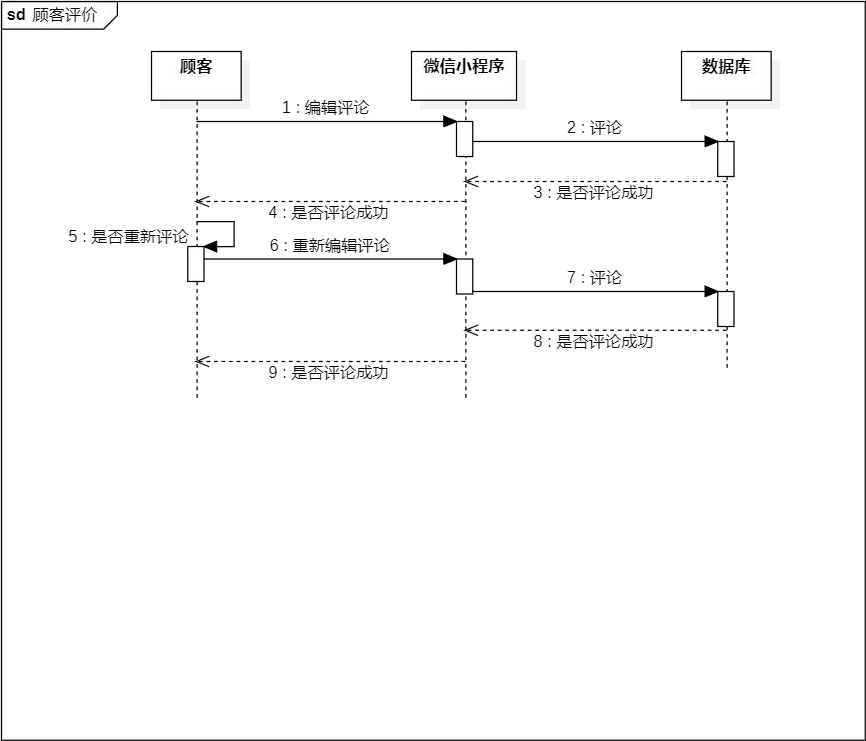 sd 顾客评价
顾客
微信小程序
数据库
1 : 编辑评论
2 : 评论
3 : 是否评论成功
4 : 是否评论成功
5 : 是否重新评论
6 : 重新编辑评论
7 : 评论
8 : 是否评论成功
9 : 是否评论成功